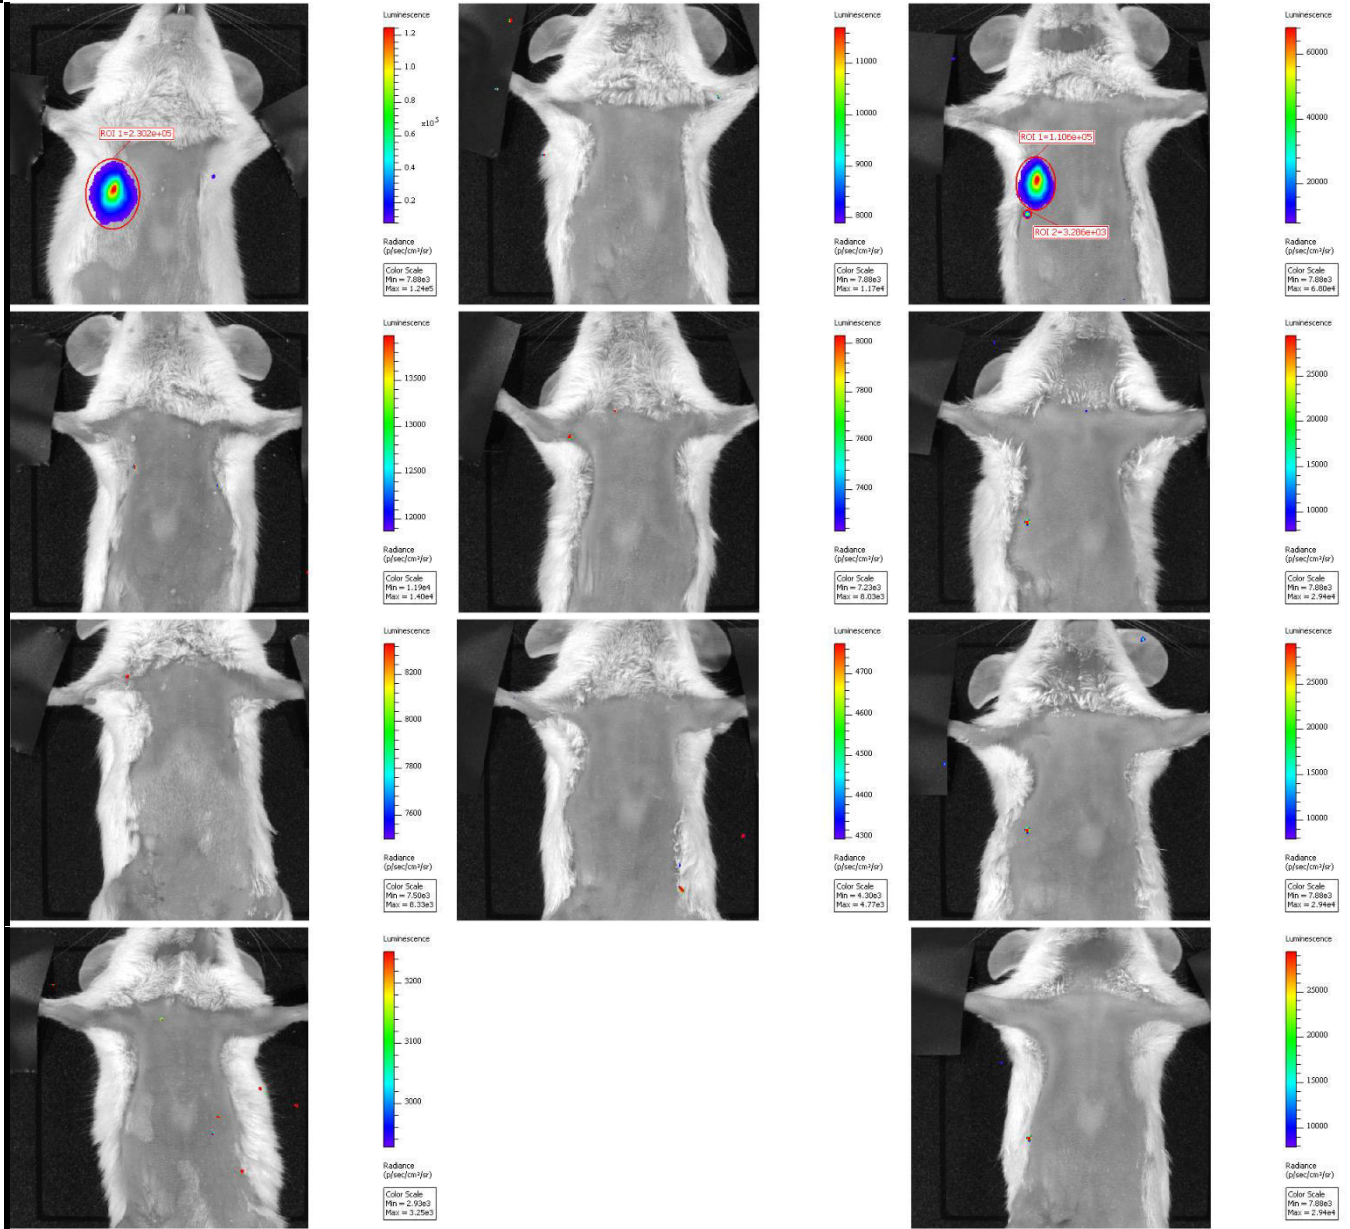 Luminescence
1.2
1.0
0.8
x10⁵
0.6
0.4
0.2
Radiance
(p/sec/cm²/sr)
Color Scale
Min = 7.88e3
Max = 1.24e5
ROI 1=2.302e+05
Luminescence
11000
10000
9000
8000
Radiance
(p/sec/cm²/sr)
Color Scale
Min = 7.88e3
Max = 1.17e4
ROI 1=1.106e+05
ROI 2=3.286e+03
Luminescence
60000
40000
20000
Radiance
(p/sec/cm²/sr)
Color Scale
Min = 7.88e3
Max = 6.80e4
Luminescence
13500
13000
12500
12000
Radiance
(p/sec/cm²/sr)
Color Scale
Min = 1.19e4
Max = 1.40e4
Luminescence
8000
7800
7600
7400
Radiance
(p/sec/cm²/sr)
Color Scale
Min = 7.23e3
Max = 8.03e3
Luminescence
25000
20000
15000
10000
Radiance
(p/sec/cm²/sr)
Color Scale
Min = 7.88e3
Max = 2.94e4
Luminescence
8200
8000
7800
7600
Radiance
(p/sec/cm²/sr)
Color Scale
Min = 7.50e3
Max = 8.33e3
Luminescence
4700
4600
4500
4400
4300
Radiance
(p/sec/cm²/sr)
Color Scale
Min = 4.30e3
Max = 4.77e3
Luminescence
25000
20000
15000
10000
Radiance
(p/sec/cm²/sr)
Color Scale
Min = 7.88e3
Max = 2.94e4
Luminescence
3200
3100
3000
Radiance
(p/sec/cm²/sr)
Color Scale
Min = 2.93e3
Max = 3.25e3
Luminescence
25000
20000
15000
10000
Radiance
(p/sec/cm²/sr)
Color Scale
Min = 7.88e3
Max = 2.94e4